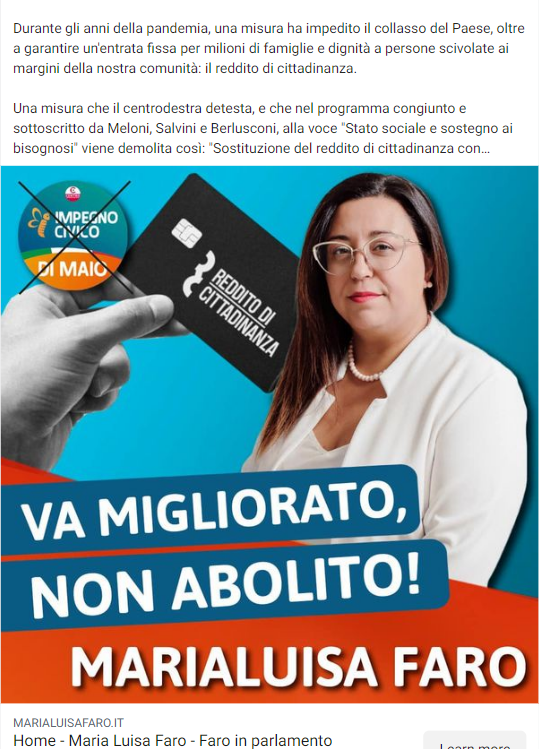 Durante gli anni della pandemia, una misura ha impedito il collasso del Paese, oltre
a garantire un'entrata fissa per milioni di famiglie e dignità a persone scivolate ai
margini della nostra comunità: il reddito di cittadinanza.
Una misura che il centrodestra detesta, e che nel programma congiunto e
sottoscritto da Meloni, Salvini e Berlusconi, alla voce "Stato sociale e sostegno ai
bisognosi" viene demolita così: "Sostituzione del reddito di cittadinanza con...
IMPEGNO
CIVICO
DI MAIO
REDDITO DI
CITTADINANZA
VA MIGLIORATO,
NON ABOLITO!
MARIALUISA FARO
MARIALUISAFARO.IT
Home - Maria Luisa Faro - Faro in parlamento
Learn more